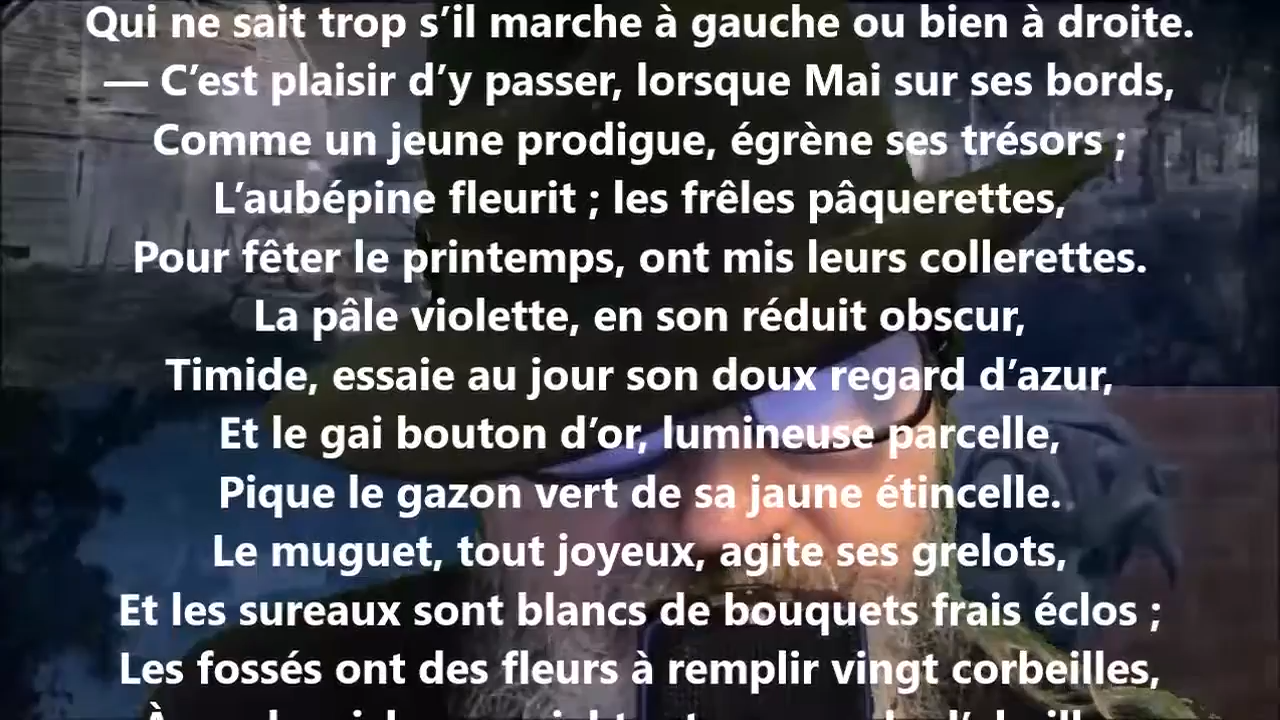 Qui ne sait trop s’il marche à gauche ou bien à droite.
— C’est plaisir d’y passer, lorsque Mai sur ses bords,
Comme un jeune prodigue, égrène ses trésors ;
L’aubépine fleurit ; les frêles pâquerettes,
Pour fêter le printemps, ont mis leurs collerettes.
La pâle violette, en son réduit obscur,
Timide, essaie au jour son doux regard d’azur,
Et le gai bouton d’or, lumineuse parcelle,
Pique le gazon vert de sa jaune étincelle.
Le muguet, tout joyeux, agite ses grelots,
Et les sureaux sont blancs de bouquets frais éclos ;
Les fossés ont des fleurs à remplir vingt corbeilles,